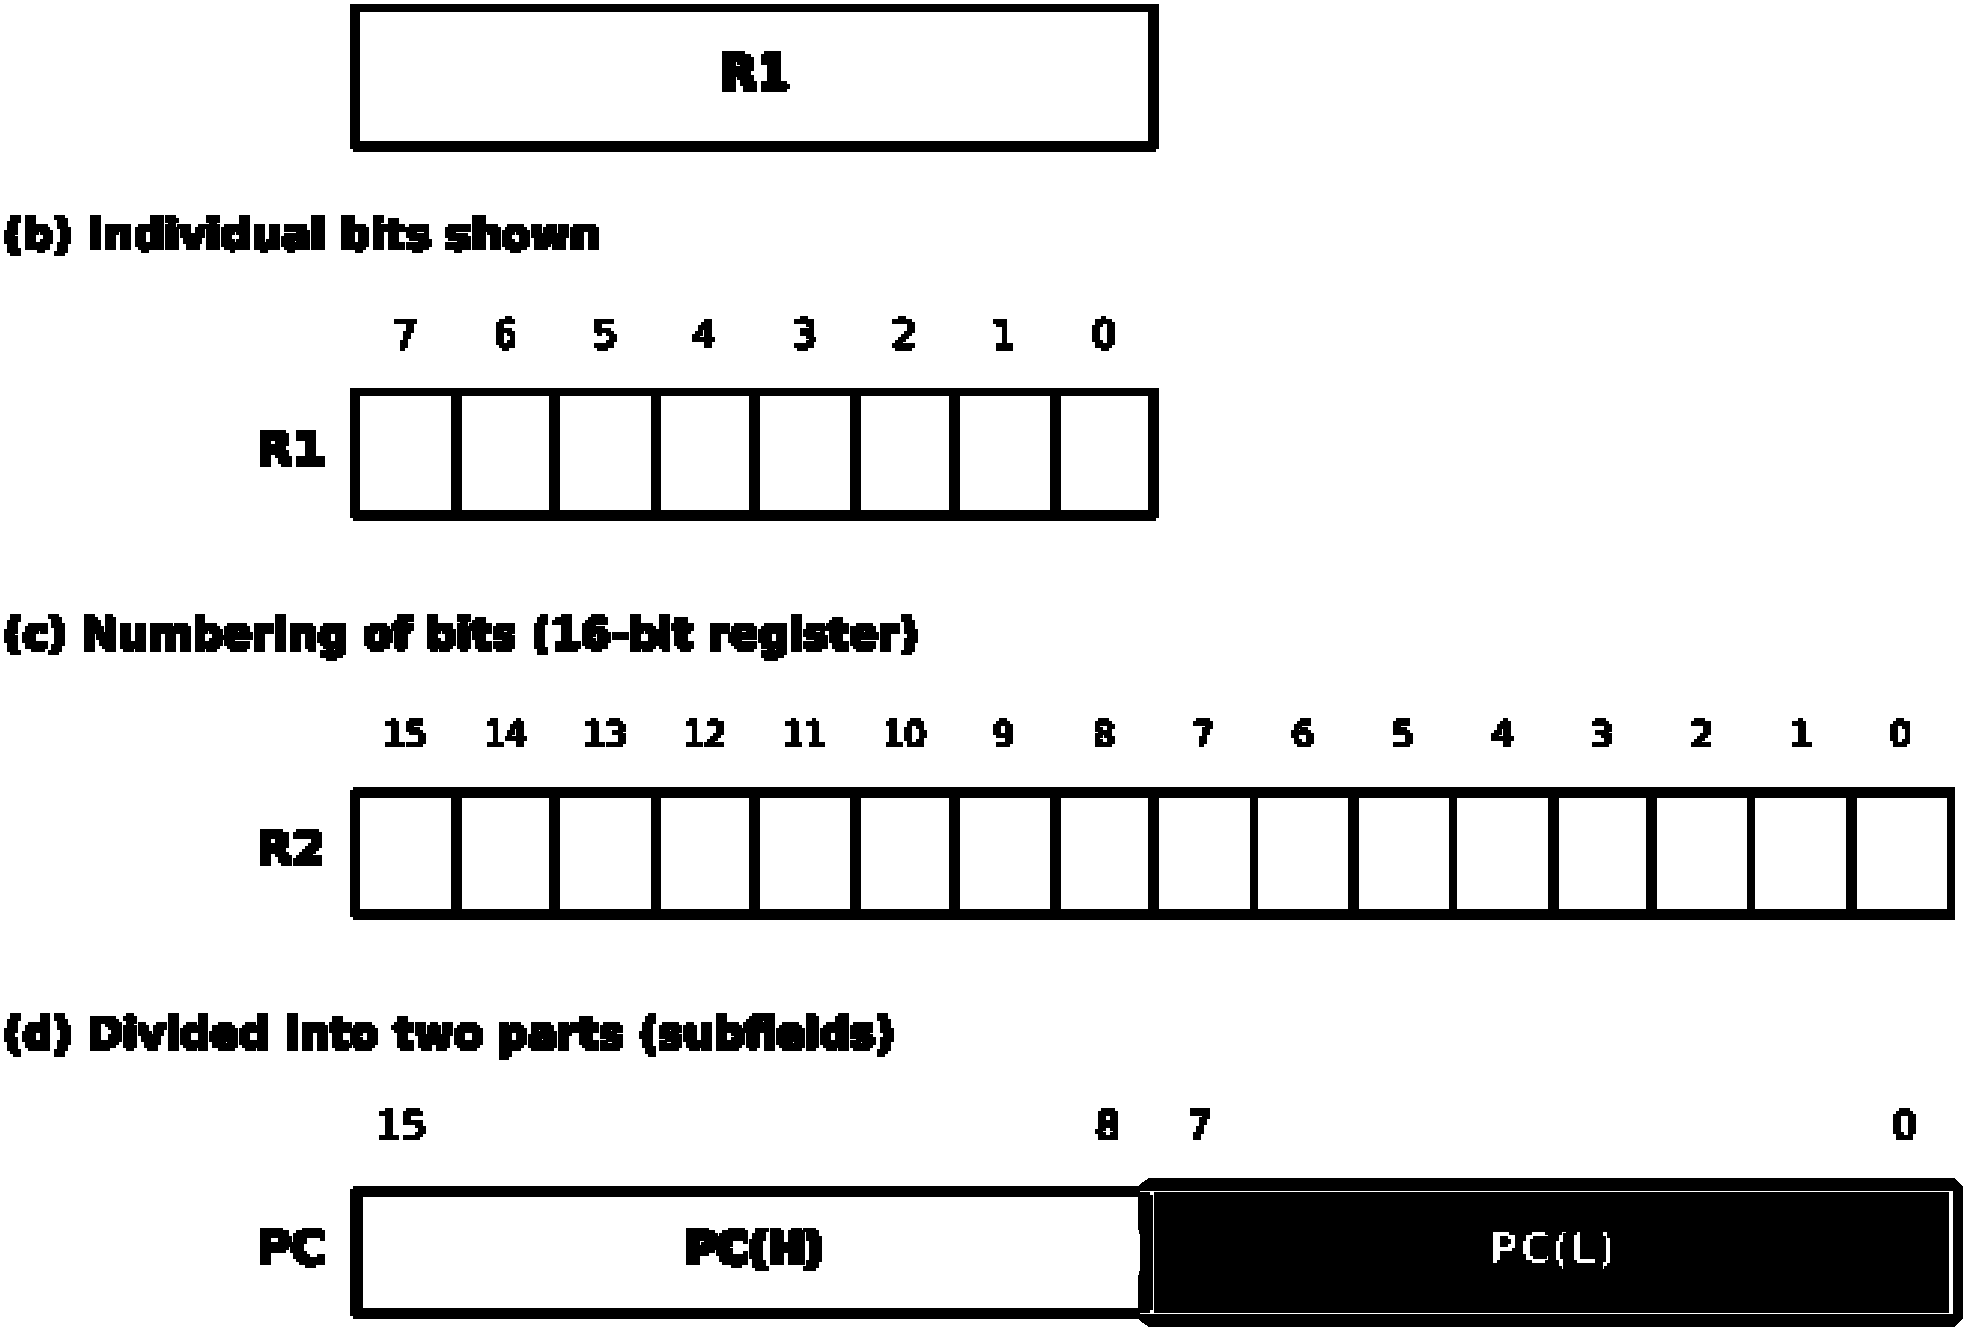 R1
(b) Individual bits shown
7 6 5 4 3 2 1 0
R1
(c) Numbering of bits (16-bit register)
15 14 13 12 11 10 9 8 7 6 5 4 3 2 1 0
R2
(d) Divided into two parts (subfields)
15 8 7 0
PC PC(H) PC(L)